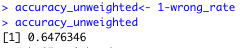 > accuracy_unweighted<- 1-wrong_rate
> accuracy_unweighted
[1] 0.6476346